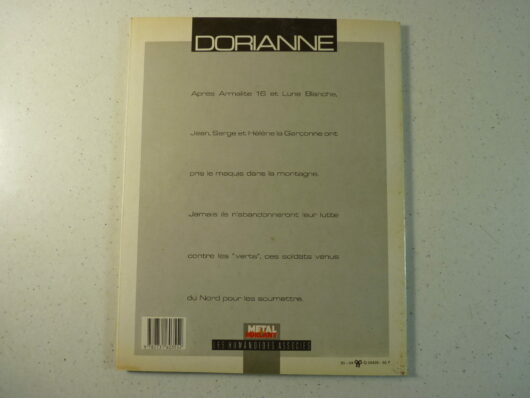 DORIANNE
Après Armalite 16 et Lune Blanche,
Jean, Serge et Hélène la Garçonne ont
pris le maquis dans la montagne.
Jamais ils n'abandonneront leur lutte
contre les "verts", ces soldats venus
du Nord pour les soumettre.
METAL
HURLANT
LES HUMANOÏDES ASSOCIÉS